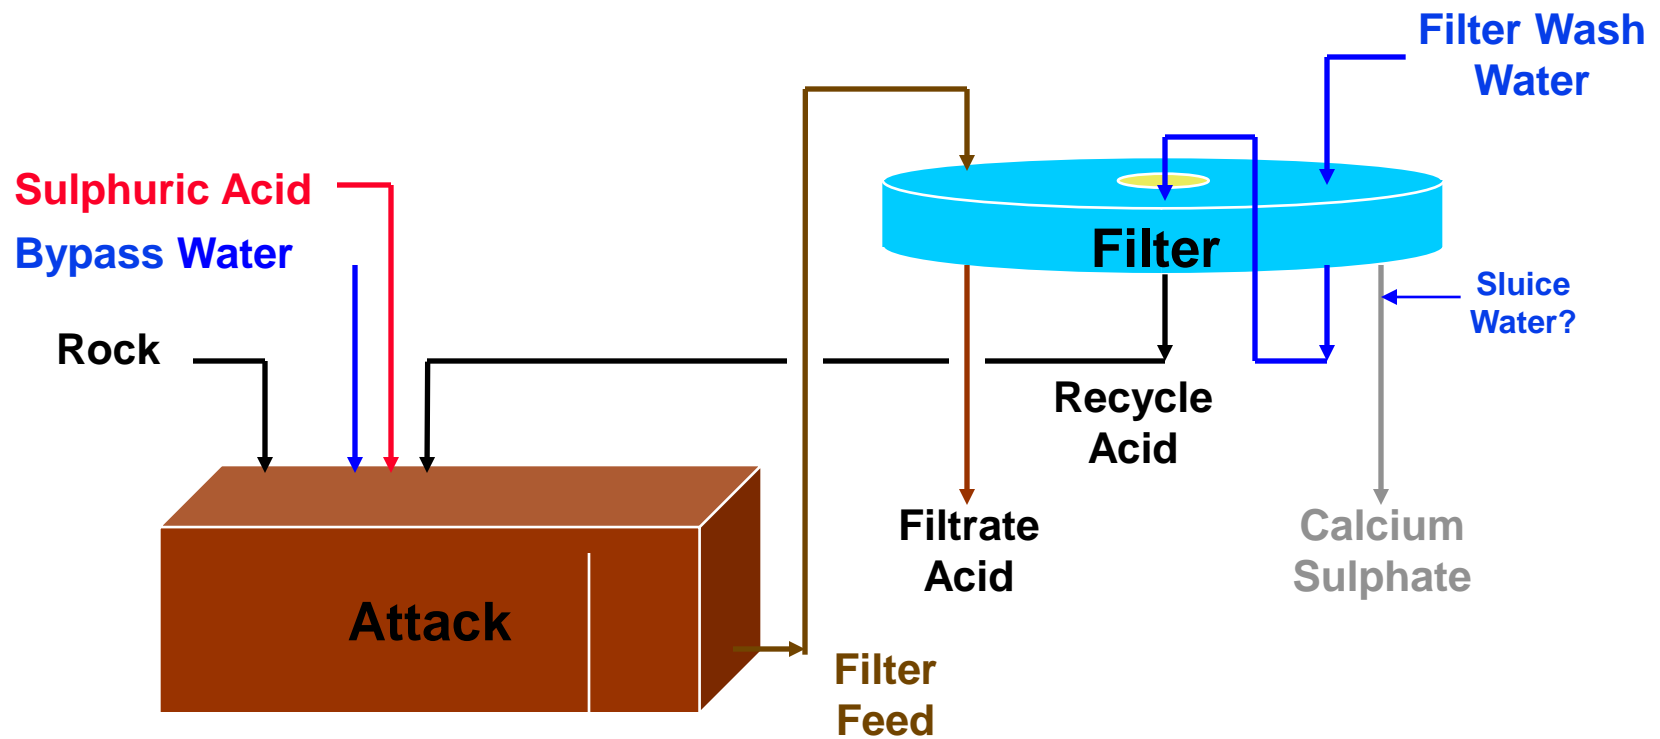 Filter Wash
Water
Sulphuric Acid
Bypass Water
Filter
Sluice
Water?
Rock
Recycle
Acid
Filtrate
Acid
Calcium
Sulphate
Attack
Filter
Feed